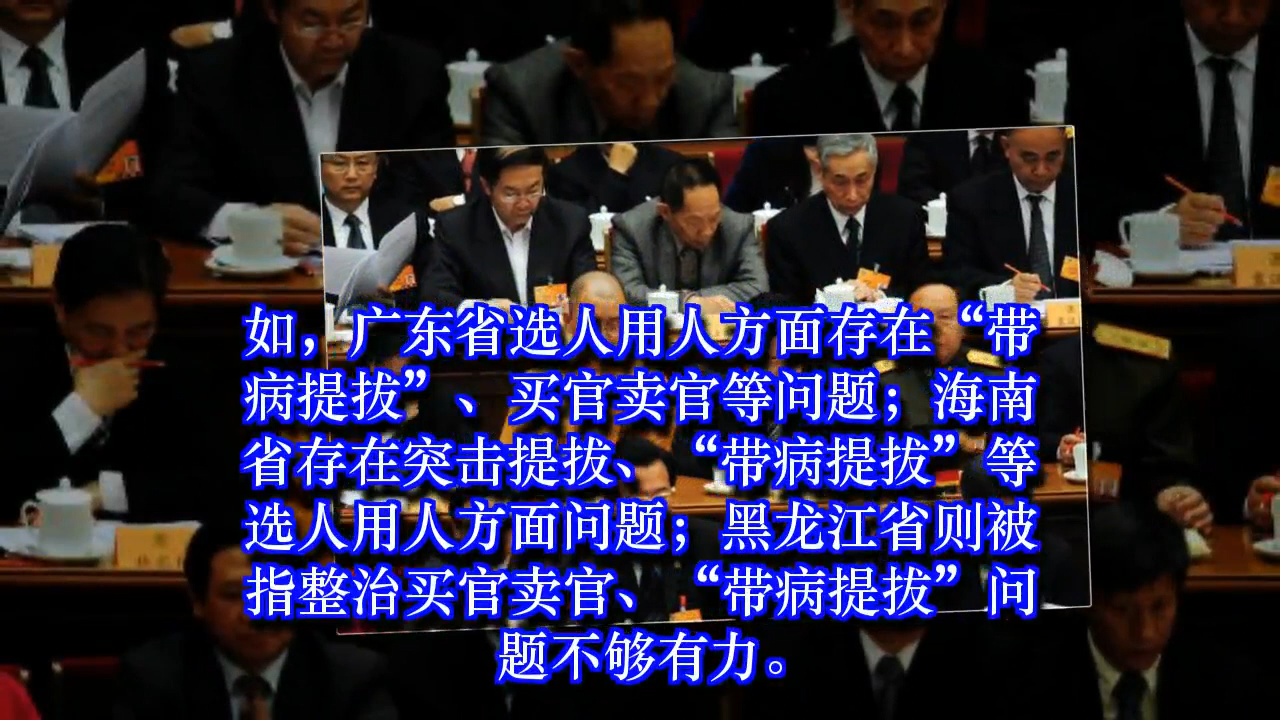 如，广东省选人用人方面存在“带
病提拔”、买官卖官等问题；海南
省存在突击提拔、“带病提拔”等
选人用人方面问题；黑龙江省则被
指整治买官卖官、“带病提拔”问
题不够有力。